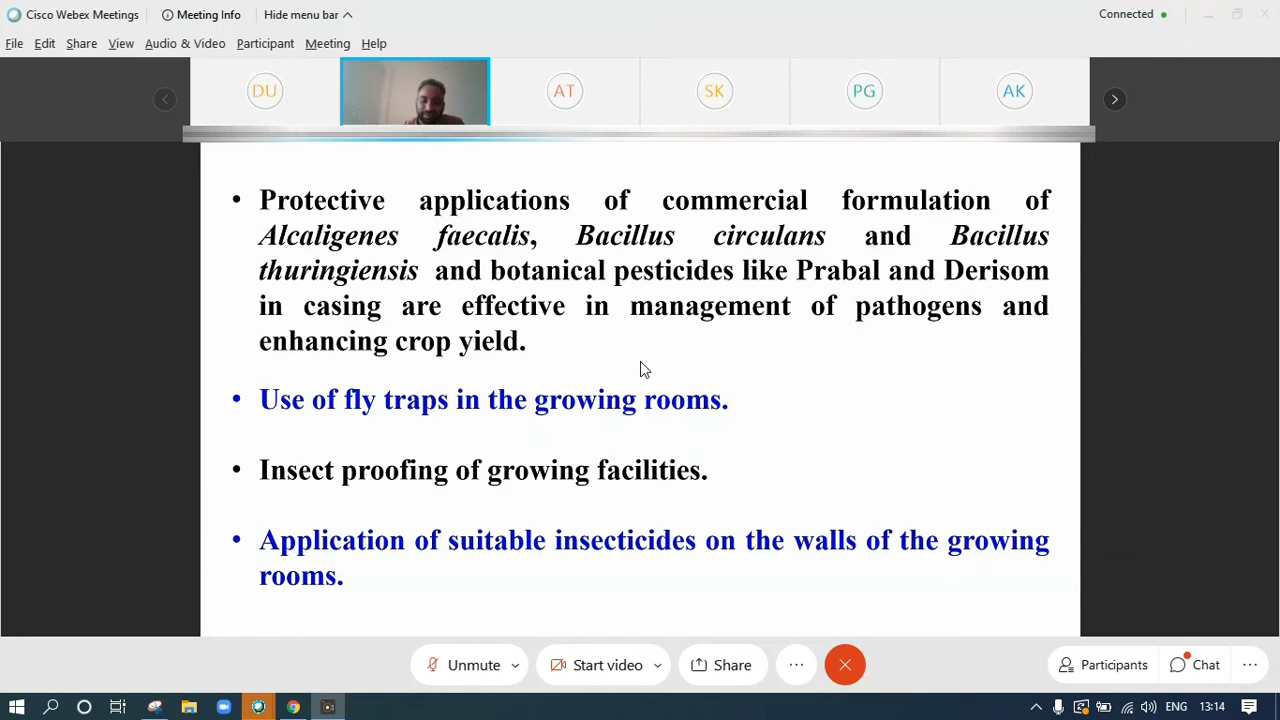 Cisco Webex Meetings Meeting Info Hide menu bar Connected
File Edit Share View Audio & Video Participant Meeting Help
DU AT SK PG AK
• Protective applications of commercial formulation of
Alcaligenes faecalis, Bacillus circulans and Bacillus
thuringiensis and botanical pesticides like Prabal and Derisom
in casing are effective in management of pathogens and
enhancing crop yield.
• Use of fly traps in the growing rooms.
• Insect proofing of growing facilities.
• Application of suitable insecticides on the walls of the growing
rooms.
Unmute Start video Share Participants Chat
ENG 13:14